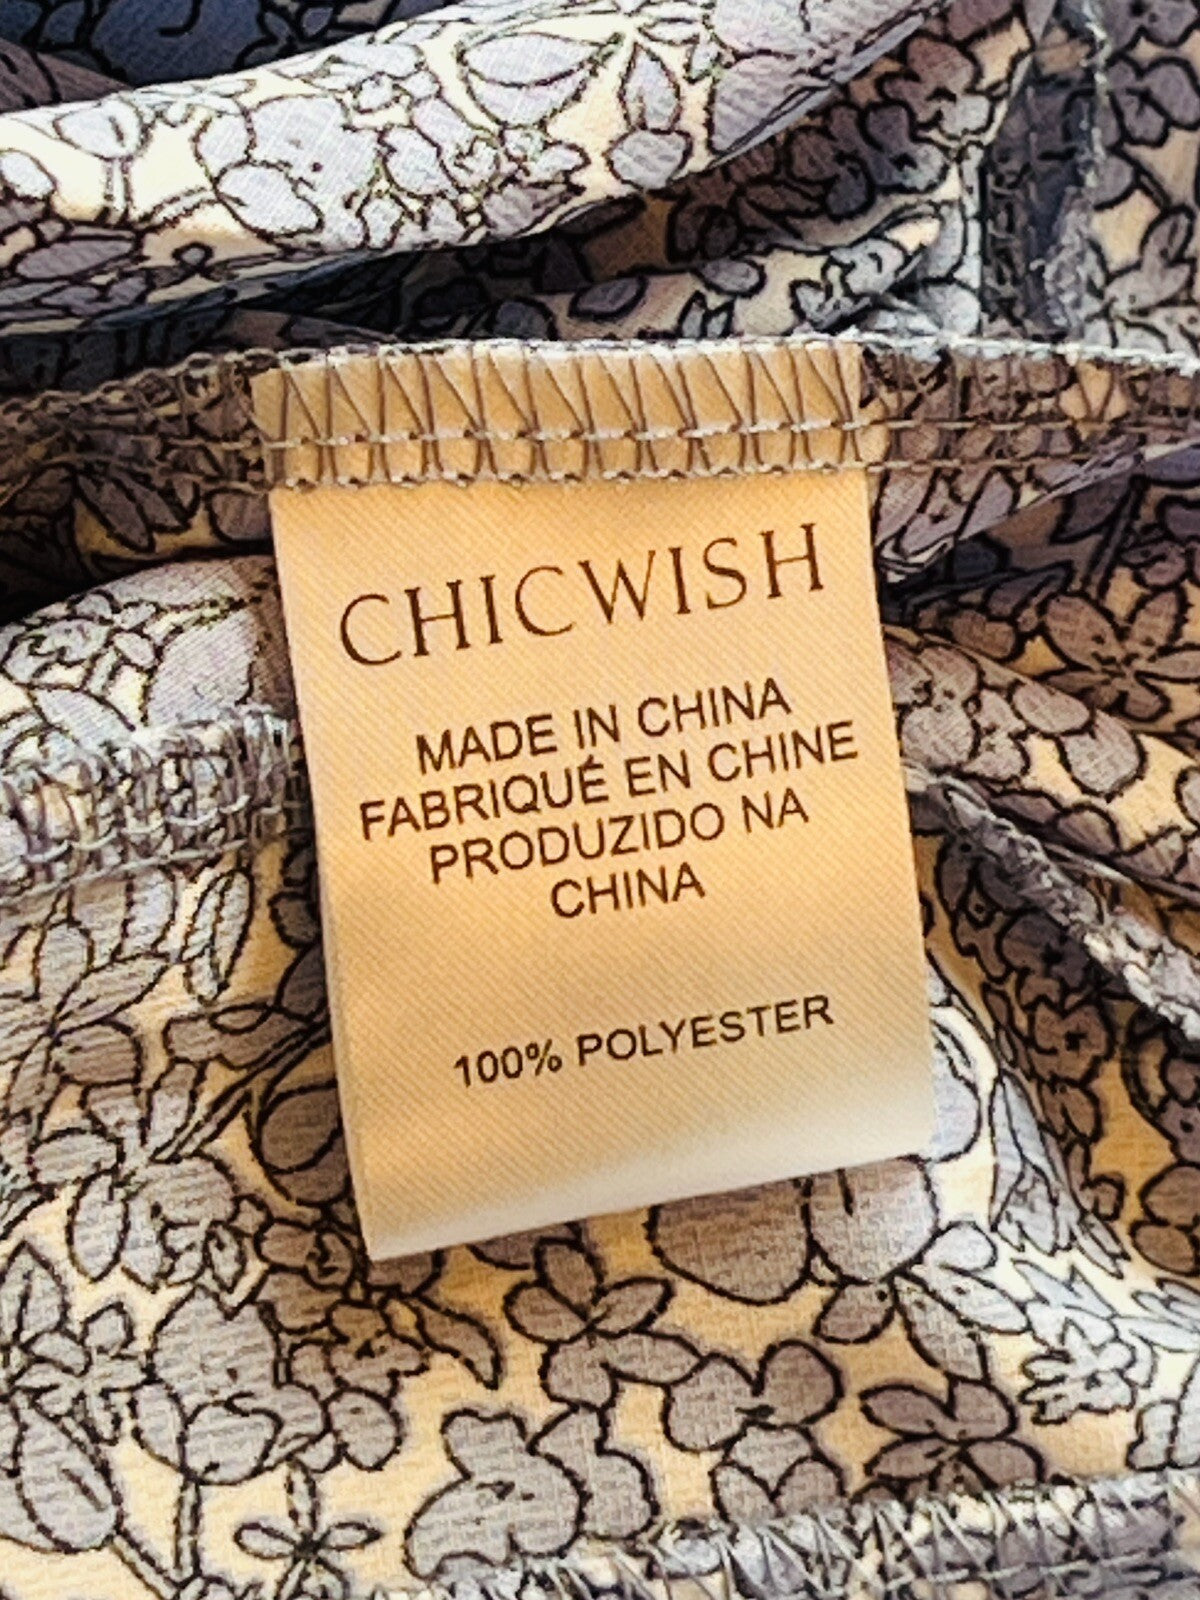 CHICWISH
MADE IN CHINA
FABRIQUÉ EN CHINE
PRODUZIDO NA
CHINA
100% POLYESTER